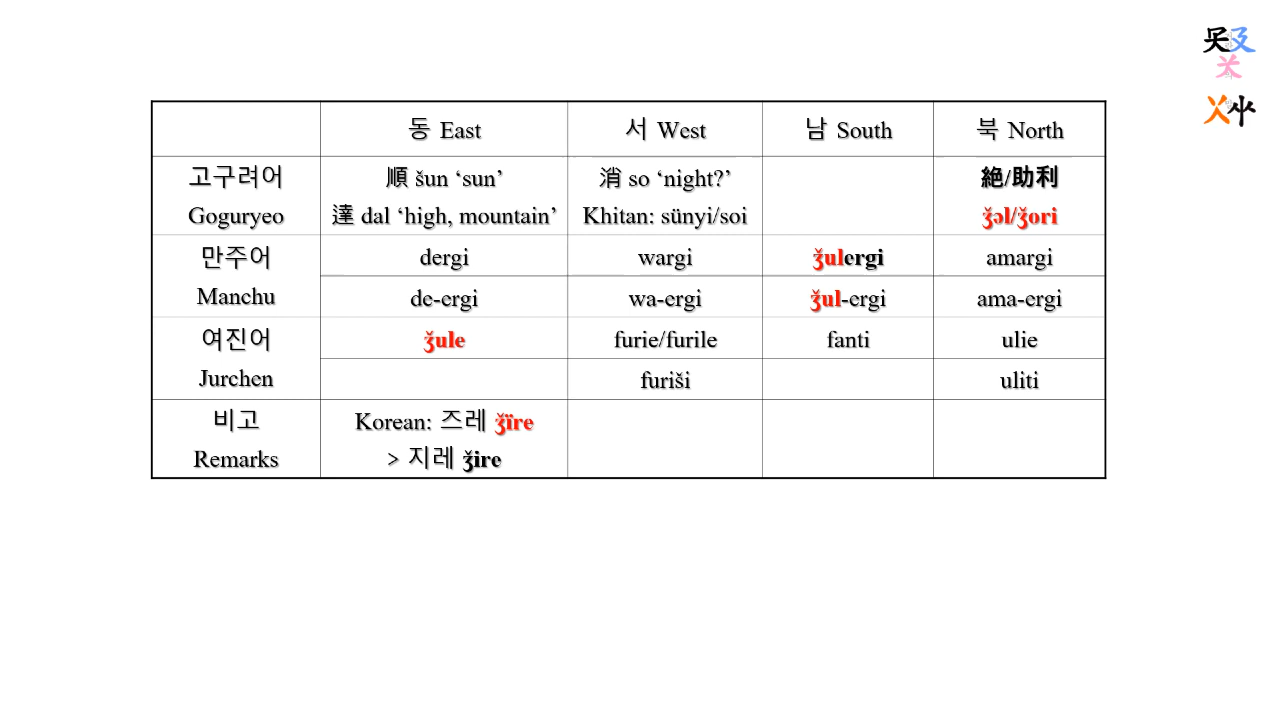 동 East 서 West 남 South 북 North
고구려어 順 šun ‘sun’ 消 so ‘night?’ 絶/助利
Goguryeo 達 dal ‘high, mountain’ Khitan: sünyi/soi ǯəl/ǯori
만주어 dergi wargi ǯulergi amargi
Manchu de-ergi wa-ergi ǯul-ergi ama-ergi
여진어 ǯule furie/furile fanti ulie
Jurchen furiši uliti
비고 Korean: 즈레 ǯïre
Remarks > 지레 ǯire